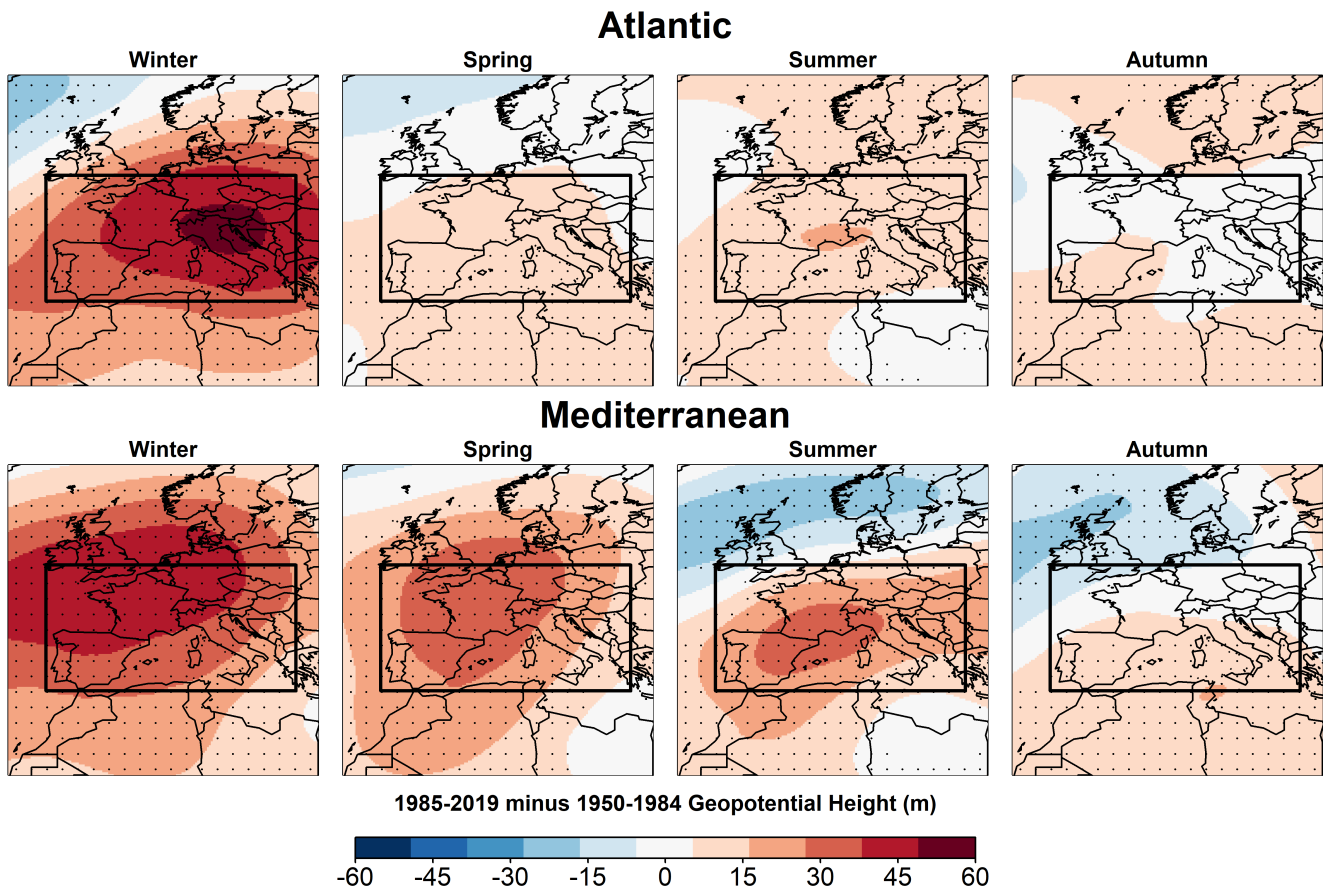 Atlantic
Winter Spring Summer Autumn
Mediterranean
Winter Spring Summer Autumn
1985-2019 minus 1950-1984 Geopotential Height (m)
-60 -45 -30 -15 0 15 30 45 60